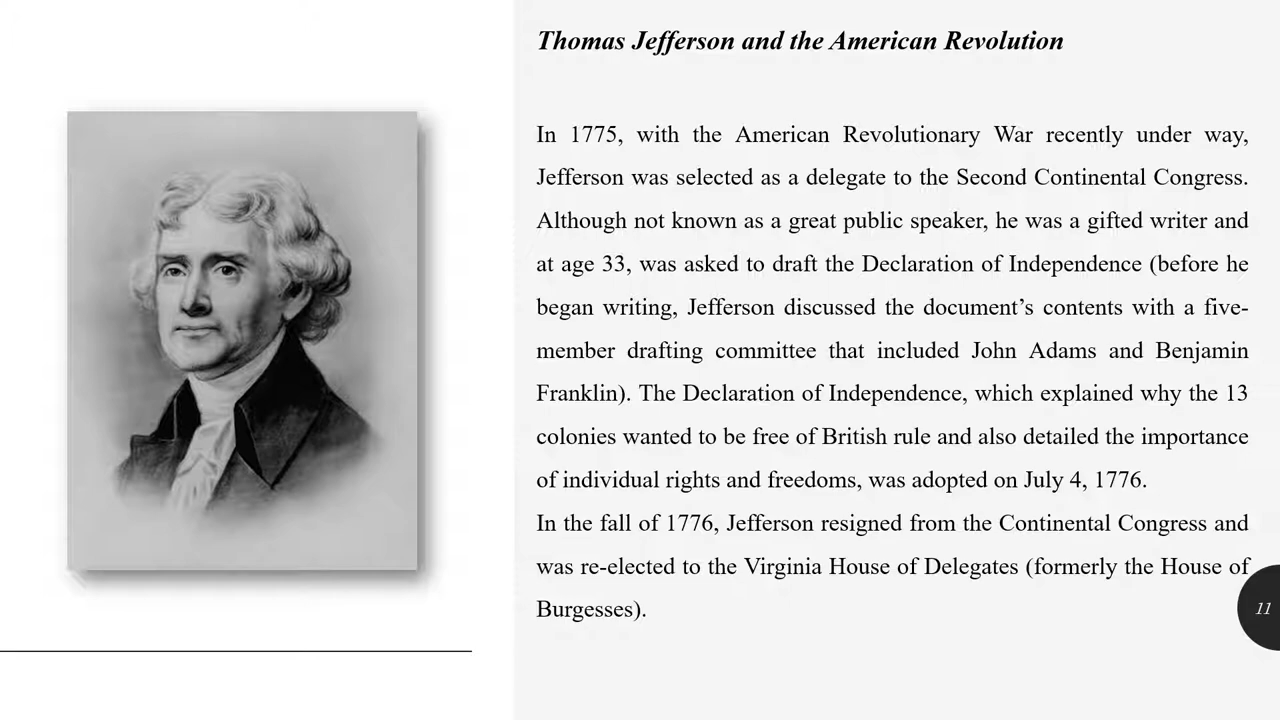 Thomas Jefferson and the American Revolution
In 1775, with the American Revolutionary War recently under way,
Jefferson was selected as a delegate to the Second Continental Congress.
Although not known as a great public speaker, he was a gifted writer and
at age 33, was asked to draft the Declaration of Independence (before he
began writing, Jefferson discussed the document’s contents with a five-
member drafting committee that included John Adams and Benjamin
Franklin). The Declaration of Independence, which explained why the 13
colonies wanted to be free of British rule and also detailed the importance
of individual rights and freedoms, was adopted on July 4, 1776.
In the fall of 1776, Jefferson resigned from the Continental Congress and
was re-elected to the Virginia House of Delegates (formerly the House of
Burgesses).
11